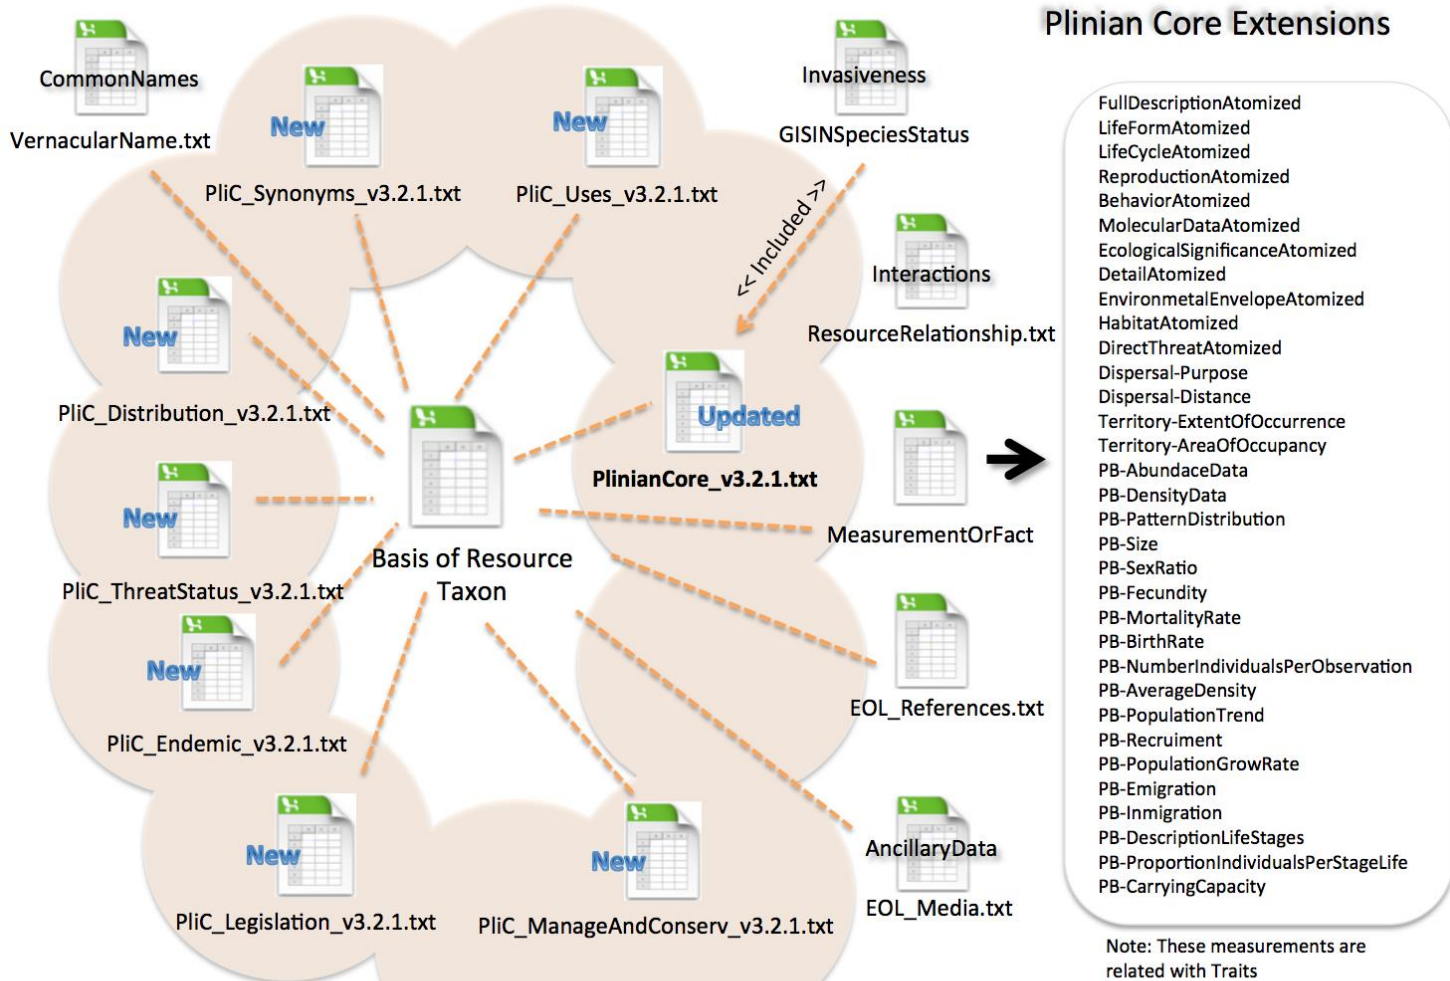 Plinian Core Extensions
CommonNames
VernacularName.txt
New
PliC_Synonyms_v3.2.1.txt
New
PliC_Uses_v3.2.1.txt
Invasiveness
GISINSpeciesStatus
<< Included >>
Interactions
ResourceRelationship.txt
New
PliC_Distribution_v3.2.1.txt
Updated
PlinianCore_v3.2.1.txt
New
PliC_ThreatStatus_v3.2.1.txt
Basis of Resource
Taxon
MeasurementOrFact
New
PliC_Endemic_v3.2.1.txt
EOL_References.txt
New
PliC_Legislation_v3.2.1.txt
New
PliC_ManageAndConserv_v3.2.1.txt
AncillaryData
EOL_Media.txt
FullDescriptionAtomized
LifeFormAtomized
LifeCycleAtomized
ReproductionAtomized
BehaviorAtomized
MolecularDataAtomized
EcologicalSignificanceAtomized
DetailAtomized
EnvironmetalEnvelopeAtomized
HabitatAtomized
DirectThreatAtomized
Dispersal-Purpose
Dispersal-Distance
Territory-ExtentOfOccurrence
Territory-AreaOfOccupancy
PB-AbundaceData
PB-DensityData
PB-PatternDistribution
PB-Size
PB-SexRatio
PB-Fecundity
PB-MortalityRate
PB-BirthRate
PB-NumberIndividualsPerObservation
PB-AverageDensity
PB-PopulationTrend
PB-Recruiment
PB-PopulationGrowRate
PB-Emigration
PB-Inmigration
PB-DescriptionLifeStages
PB-ProportionIndividualsPerStageLife
PB-CarryingCapacity
Note: These measurements are
related with Traits